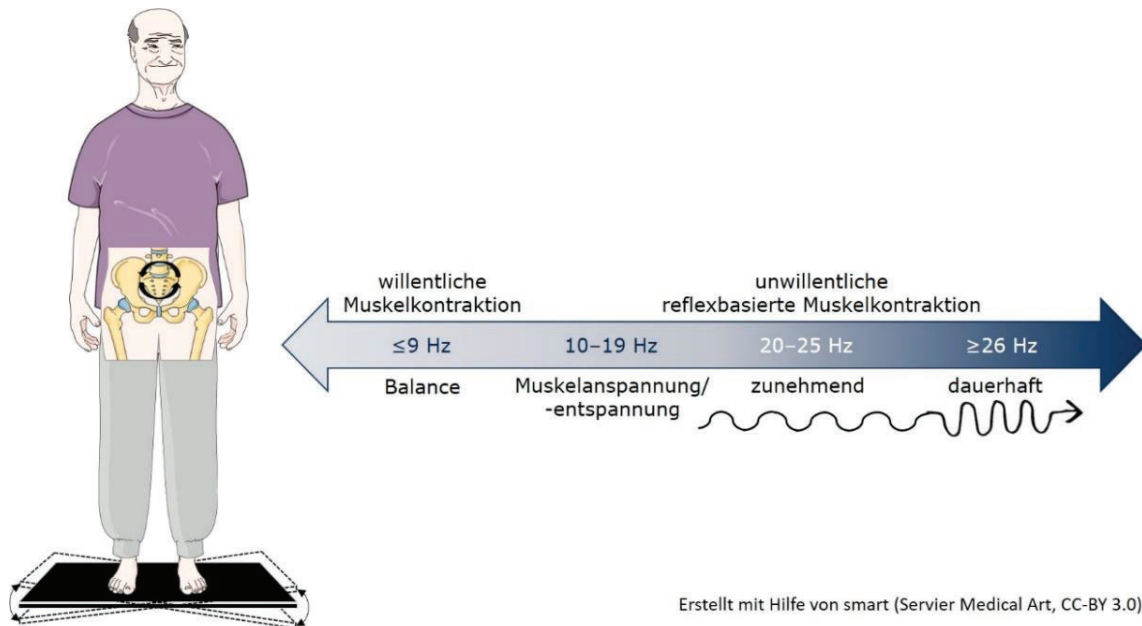 willentliche
Muskelkontraktion
unwillentliche
reflexbasierte Muskelkontraktion
≤9 Hz
10–19 Hz
20–25 Hz
≥26 Hz
Balance
Muskelanspannung/
-entspannung
zunehmend
dauerhaft
Erstellt mit Hilfe von smart (Servier Medical Art, CC-BY 3.0)